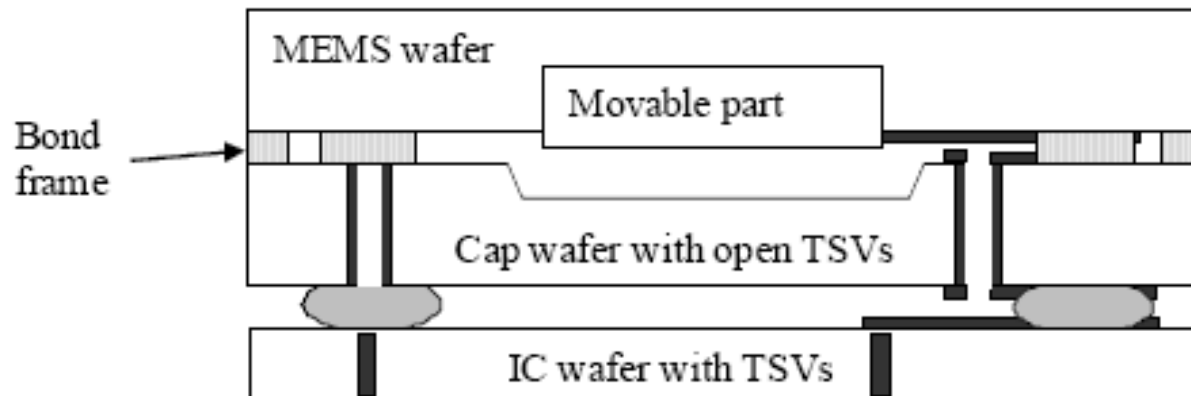 MEMS wafer
Movable part
Bond
frame
Cap wafer with open TSVs
IC wafer with TSVs